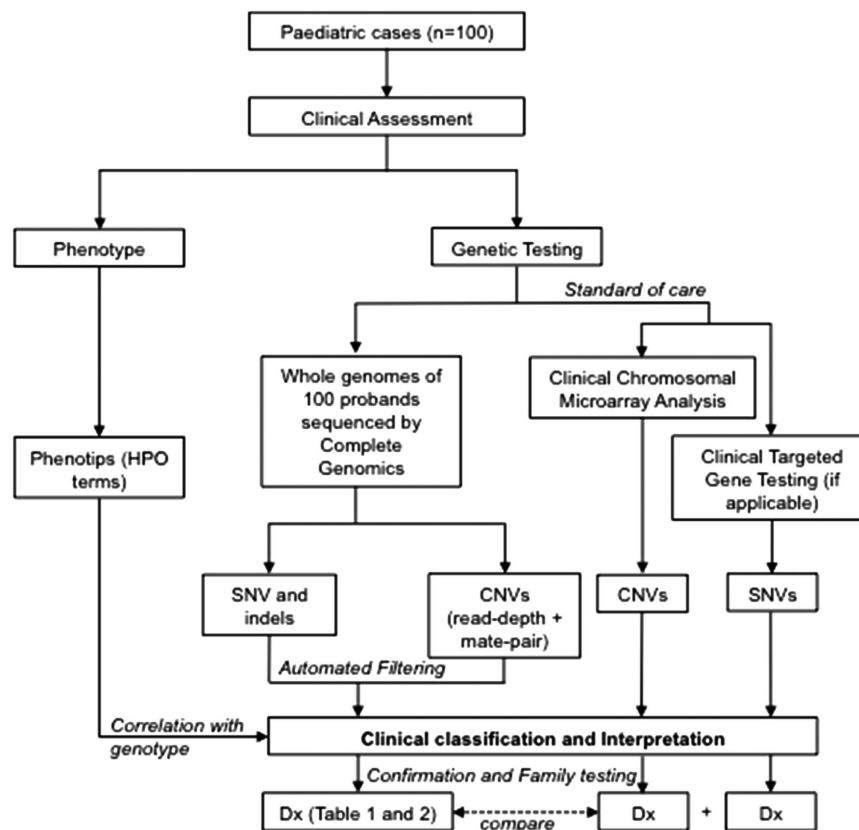 Paediatric cases (n=100)
Clinical Assessment
Phenotype
Genetic Testing
Standard of care
Whole genomes of
100 probands
sequenced by
Complete
Genomics
Clinical Chromosomal
Microarray Analysis
Phenotips (HPO
terms)
Clinical Targeted
Gene Testing (if
applicable)
SNV and
indels
CNVs
(read-depth +
mate-pair)
CNVs
SNVs
Automated Filtering
Correlation with
genotype
Clinical classification and Interpretation
Confirmation and Family testing
Dx (Table 1 and 2)
compare
Dx
+
Dx